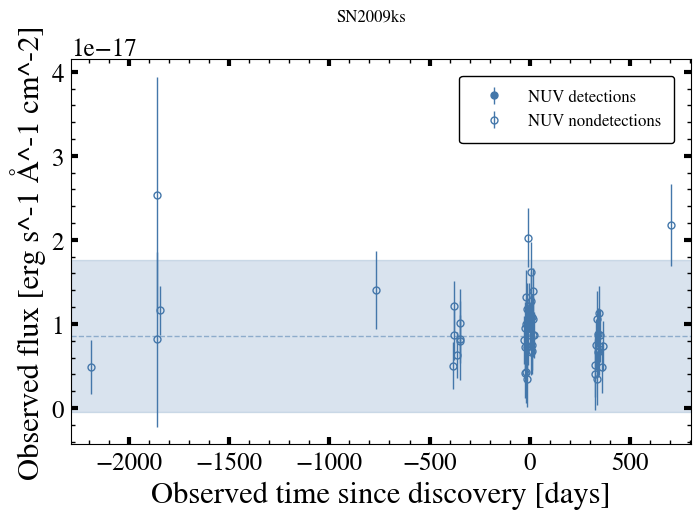 SN2009ks
1e−17
Observed flux [erg s^-1 Å^-1 cm^-2]
4
3
2
1
0
NUV detections
NUV nondetections
−2000 −1500 −1000 −500 0 500
Observed time since discovery [days]